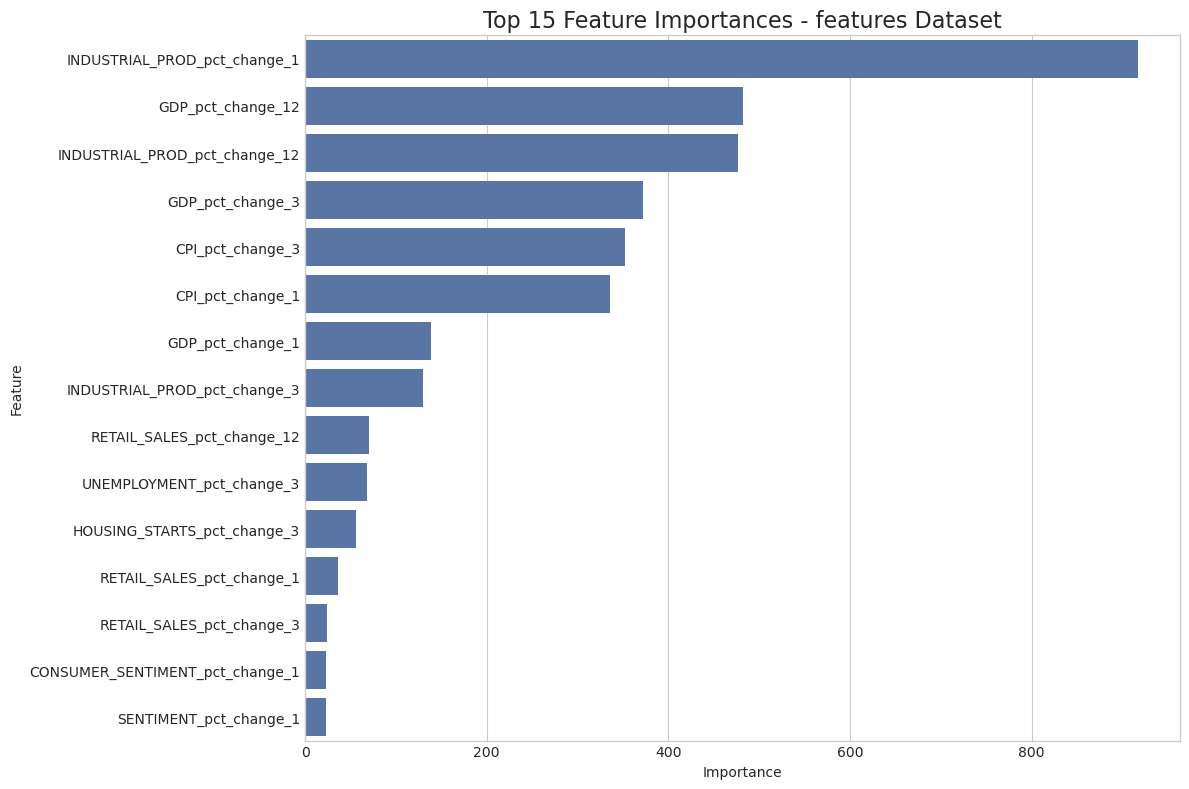 Top 15 Feature Importances - features Dataset
INDUSTRIAL_PROD_pct_change_1
GDP_pct_change_12
INDUSTRIAL_PROD_pct_change_12
GDP_pct_change_3
CPI_pct_change_3
CPI_pct_change_1
GDP_pct_change_1
INDUSTRIAL_PROD_pct_change_3
RETAIL_SALES_pct_change_12
UNEMPLOYMENT_pct_change_3
HOUSING_STARTS_pct_change_3
RETAIL_SALES_pct_change_1
RETAIL_SALES_pct_change_3
CONSUMER_SENTIMENT_pct_change_1
SENTIMENT_pct_change_1
Feature
0 200 400 600 800
Importance